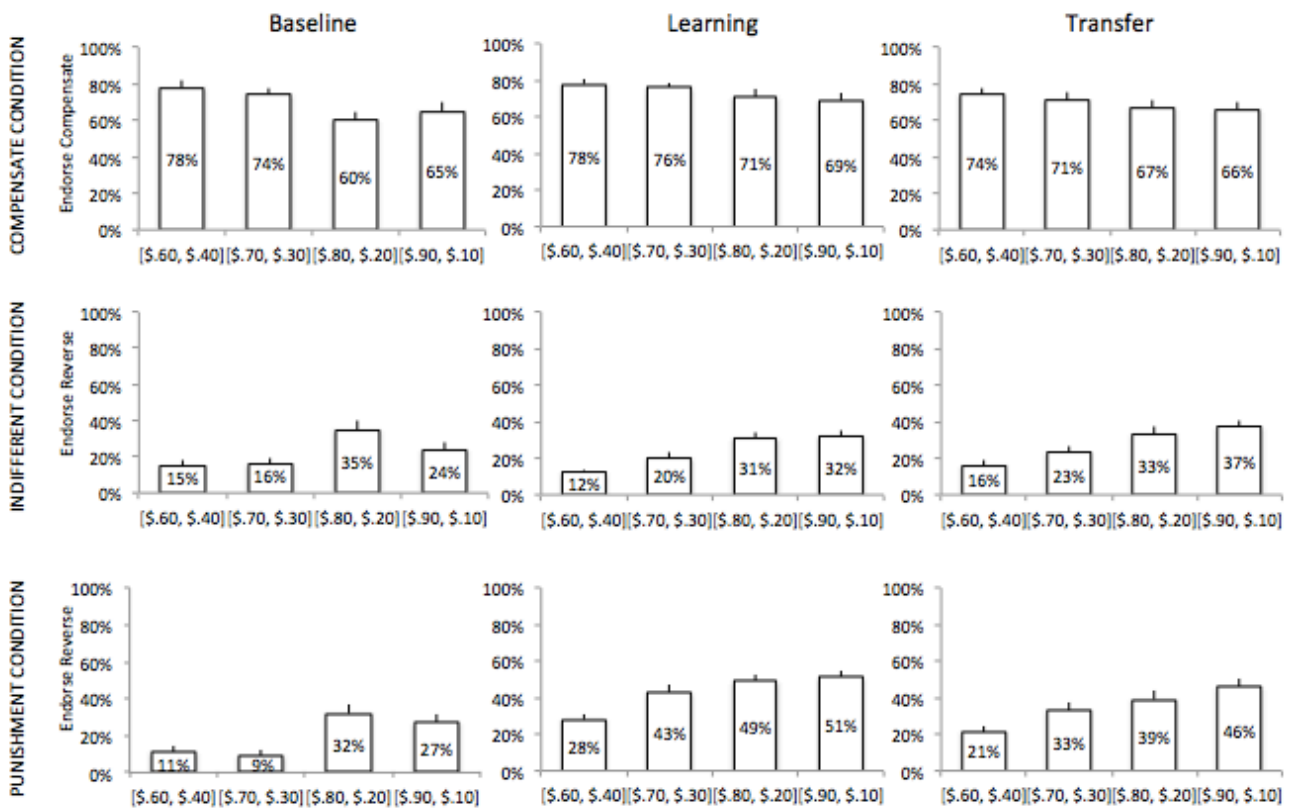 Baseline Learning Transfer
COMPENSATE CONDITION
Endorse Compensate
100% 80% 60% 40% 20% 0%
78% 74% 60% 65%
[$.60, $.40] [$.70, $.30] [$.80, $.20] [$.90, $.10]
100% 80% 60% 40% 20% 0%
78% 76% 71% 69%
[$.60, $.40] [$.70, $.30] [$.80, $.20] [$.90, $.10]
100% 80% 60% 40% 20% 0%
74% 71% 67% 66%
[$.60, $.40] [$.70, $.30] [$.80, $.20] [$.90, $.10]
INDIFFERENT CONDITION
Endorse Reverse
100% 80% 60% 40% 20% 0%
15% 16% 35% 24%
[$.60, $.40] [$.70, $.30] [$.80, $.20] [$.90, $.10]
100% 80% 60% 40% 20% 0%
12% 20% 31% 32%
[$.60, $.40] [$.70, $.30] [$.80, $.20] [$.90, $.10]
100% 80% 60% 40% 20% 0%
16% 23% 33% 37%
[$.60, $.40] [$.70, $.30] [$.80, $.20] [$.90, $.10]
PUNISHMENT CONDITION
Endorse Reverse
100% 80% 60% 40% 20% 0%
11% 9% 32% 27%
[$.60, $.40] [$.70, $.30] [$.80, $.20] [$.90, $.10]
100% 80% 60% 40% 20% 0%
28% 43% 49% 51%
[$.60, $.40] [$.70, $.30] [$.80, $.20] [$.90, $.10]
100% 80% 60% 40% 20% 0%
21% 33% 39% 46%
[$.60, $.40] [$.70, $.30] [$.80, $.20] [$.90, $.10]